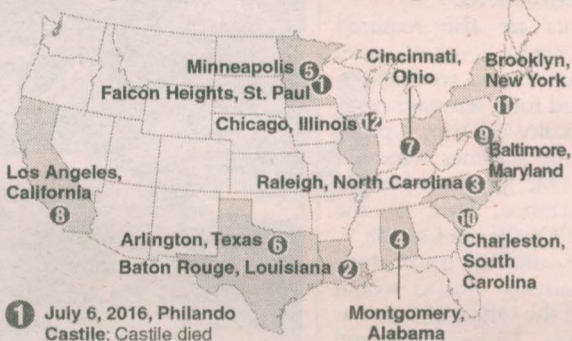 Minneapolis 5
1
Falcon Heights, St. Paul
Cincinnati,
Ohio
7
Brooklyn,
New York
11
Chicago, Illinois 12
9
Baltimore,
Maryland
Los Angeles,
California
8
Raleigh, North Carolina 3
10
Charleston,
South
Carolina
Arlington, Texas 6
Baton Rouge, Louisiana 2
4
Montgomery,
Alabama
1 July 6, 2016, Philando
Castile: Castile died